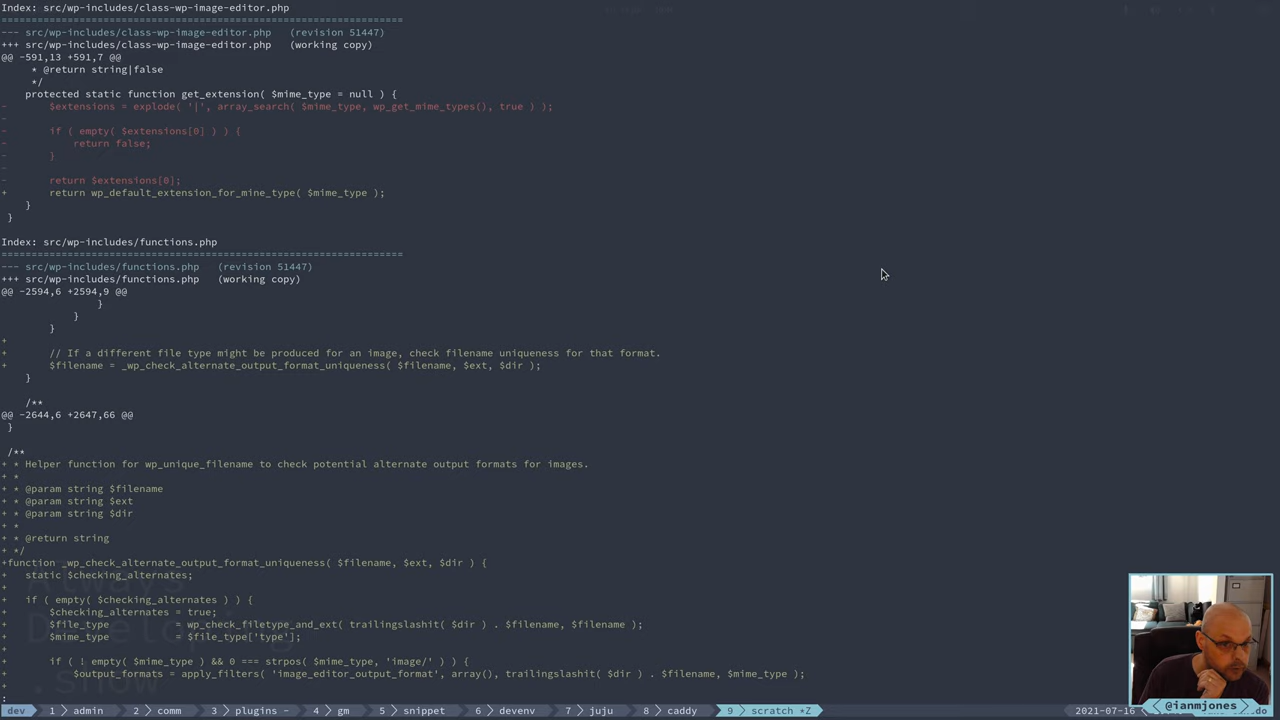 Index: src/wp-includes/class-wp-image-editor.php
===================================================================
--- src/wp-includes/class-wp-image-editor.php   (revision 51447)
+++ src/wp-includes/class-wp-image-editor.php   (working copy)
@@ -591,13 +591,7 @@
     * @return string|false
     */
    protected static function get_extension( $mime_type = null ) {
-       $extensions = explode( '|', array_search( $mime_type, wp_get_mime_types(), true ) );
-
-       if ( empty( $extensions[0] ) ) {
-           return false;
-       }
-
-       return $extensions[0];
+       return wp_default_extension_for_mine_type( $mime_type );
    }
 }
Index: src/wp-includes/functions.php
===================================================================
--- src/wp-includes/functions.php   (revision 51447)
+++ src/wp-includes/functions.php   (working copy)
@@ -2594,6 +2594,9 @@
                }
            }
        }
+
+       // If a different file type might be produced for an image, check filename uniqueness for that format.
+       $filename = _wp_check_alternate_output_format_uniqueness( $filename, $ext, $dir );
    }
    /**
@@ -2644,6 +2647,66 @@
 }
 /**
+ * Helper function for wp_unique_filename to check potential alternate output formats for images.
+ *
+ * @param string $filename
+ * @param string $ext
+ * @param string $dir
+ *
+ * @return string
+ */
+function _wp_check_alternate_output_format_uniqueness( $filename, $ext, $dir ) {
+   static $checking_alternates;
+
+   if ( empty( $checking_alternates ) ) {
+       $checking_alternates = true;
+       $file_type           = wp_check_filetype_and_ext( trailingslashit( $dir ) . $filename, $filename );
+       $mime_type           = $file_type['type'];
+
+       if ( ! empty( $mime_type ) && 0 === strpos( $mime_type, 'image/' ) ) {
+           $output_formats = apply_filters( 'image_editor_output_format', array(), trailingslashit( $dir ) . $filename, $mime_type );
+
:
Always
Developing
.show
dev  1 admin  2 comm  3 plugins -  4 gm  5 snippet  6 devenv  7 juju  8 caddy  9 scratch *Z  2021-07-16
@ianmjones